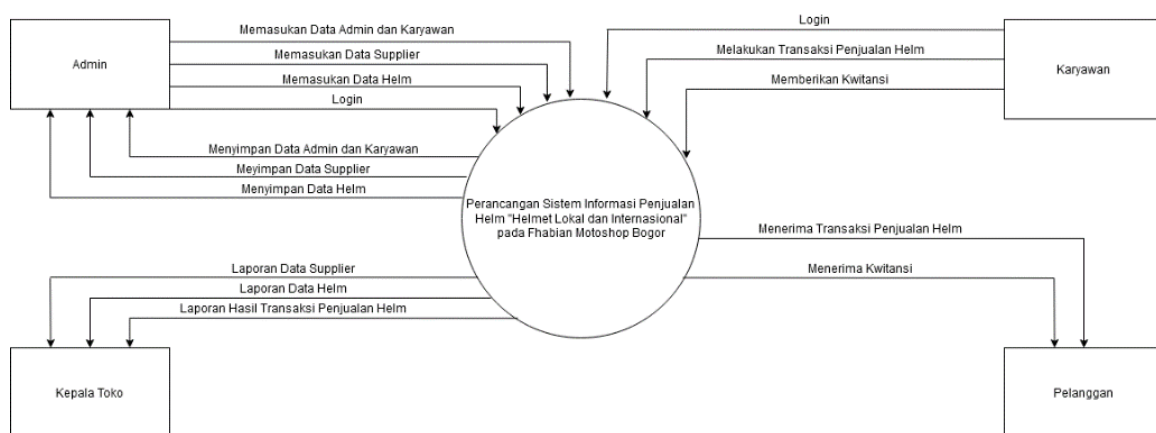 Admin
Memasukan Data Admin dan Karyawan
Memasukan Data Supplier
Memasukan Data Helm
Login
Menyimpan Data Admin dan Karyawan
Meyimpan Data Supplier
Menyimpan Data Helm
Login
Melakukan Transaksi Penjualan Helm
Memberikan Kwitansi
Karyawan
Perancangan Sistem Informasi Penjualan
Helm "Helmet Lokal dan Internasional"
pada Fhabian Motoshop Bogor
Laporan Data Supplier
Laporan Data Helm
Laporan Hasil Transaksi Penjualan Helm
Kepala Toko
Menerima Transaksi Penjualan Helm
Menerima Kwitansi
Pelanggan